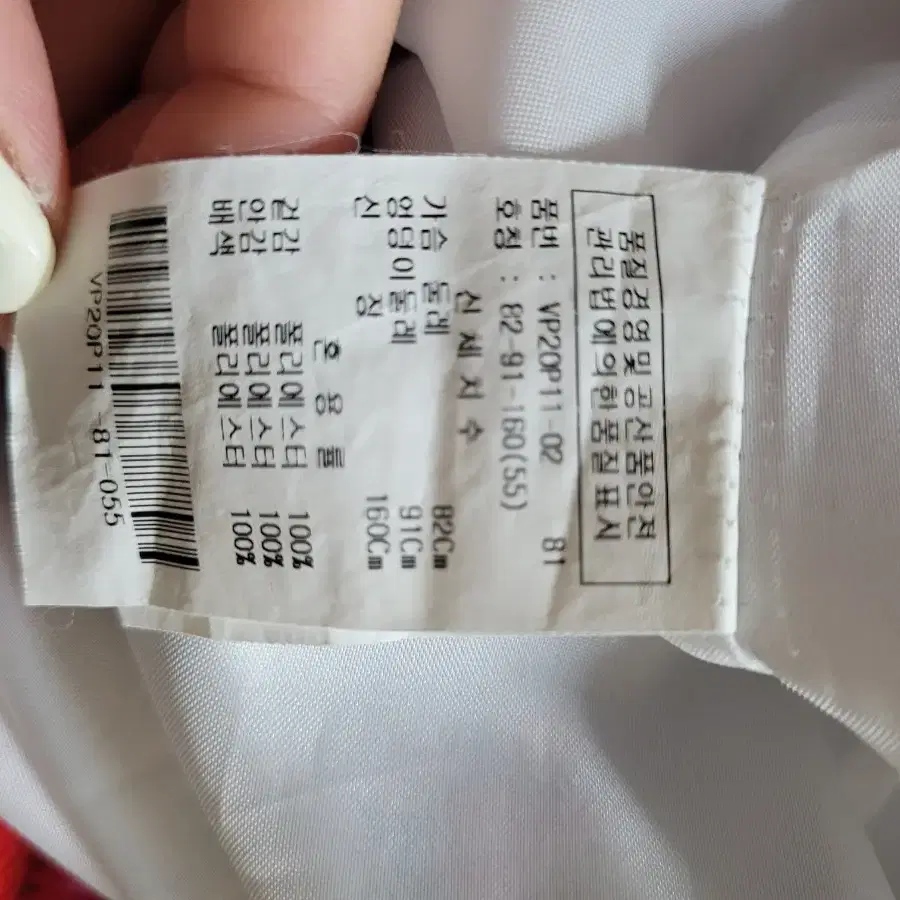 품질경영및공산품안전
관리법에의한품질표시
품번 : VP20P11-02 81
호칭 : 82-91-160(55)
신체치수
가슴둘레 82Cm
엉덩이둘레 91Cm
신장 160Cm
혼용률
겉감 폴리에스터 100%
안감 폴리에스터 100%
배색 폴리에스터 100%
VP20P11 -81-055